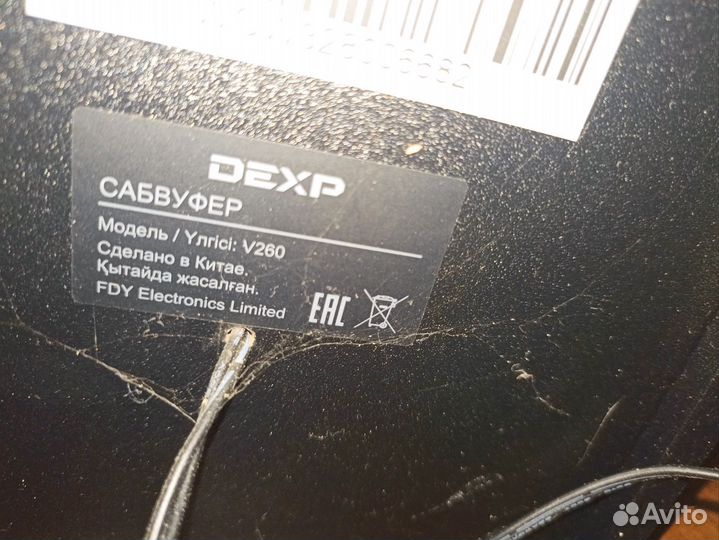 DEXP
САБВУФЕР
Модель / Үлгісі: V260
Сделано в Китае.
Қытайда жасалған.
FDY Electronics Limited
EAC
Avito